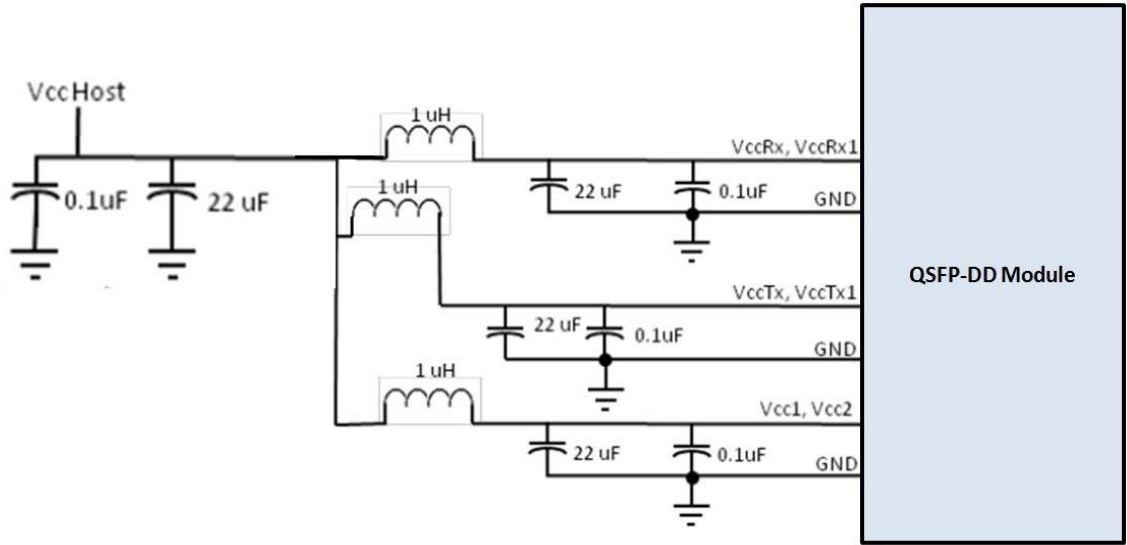 VccHost
0.1uF
22 uF
1 uH
VccRx, VccRx1
22 uF
0.1uF
GND
1 uH
VccTx, VccTx1
22 uF
0.1uF
GND
1 uH
Vcc1, Vcc2
22 uF
0.1uF
GND
QSFP-DD Module